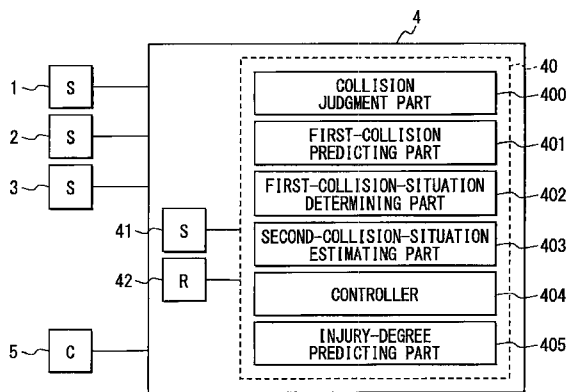 4
40
1
S
COLLISION
JUDGMENT PART
400
2
S
FIRST-COLLISION
PREDICTING PART
401
3
S
FIRST-COLLISION-SITUATION
DETERMINING PART
402
41
S
SECOND-COLLISION-SITUATION
ESTIMATING PART
403
42
R
CONTROLLER
404
5
C
INJURY-DEGREE
PREDICTING PART
405